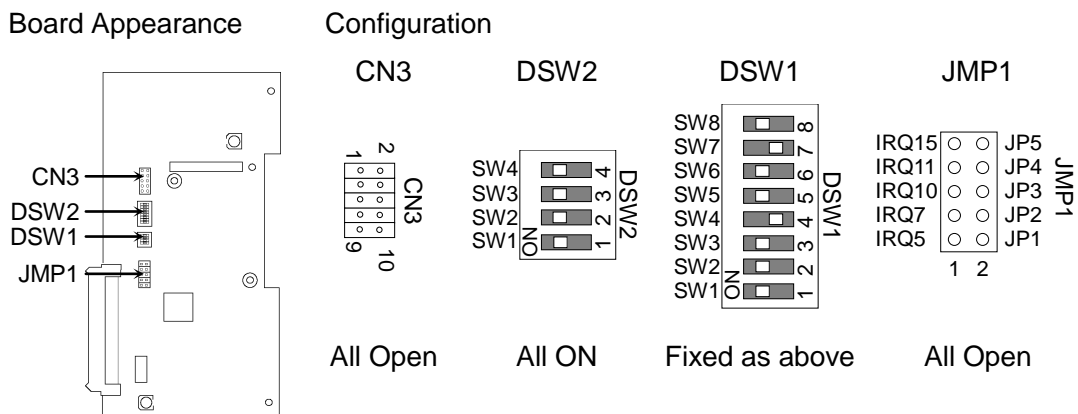 Board Appearance
Configuration
CN3
DSW2
DSW1
JMP1
CN3
DSW2
DSW1
JMP1
1
2
9
10
CN3
SW4
SW3
SW2
SW1
4
3
2
1
ON
DSW2
SW8
SW7
SW6
SW5
SW4
SW3
SW2
SW1
8
7
6
5
4
3
2
1
ON
DSW1
IRQ15 JP5
IRQ11 JP4
IRQ10 JP3
IRQ7 JP2
IRQ5 JP1
1 2
JMP1
All Open
All ON
Fixed as above
All Open